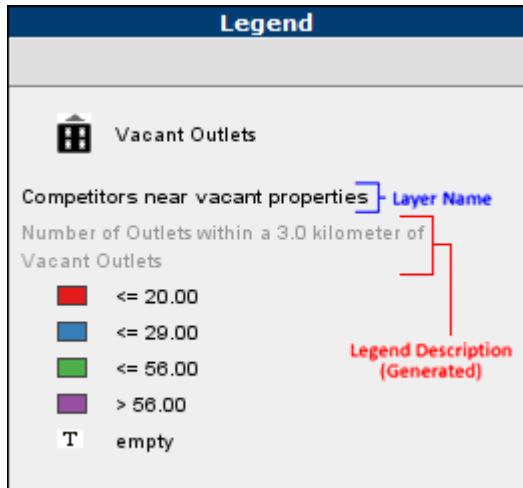 Legend
Vacant Outlets
Competitors near vacant properties
Layer Name
Number of Outlets within a 3.0 kilometer of
Vacant Outlets
<= 20.00
<= 29.00
<= 56.00
> 56.00
T empty
Legend Description
(Generated)